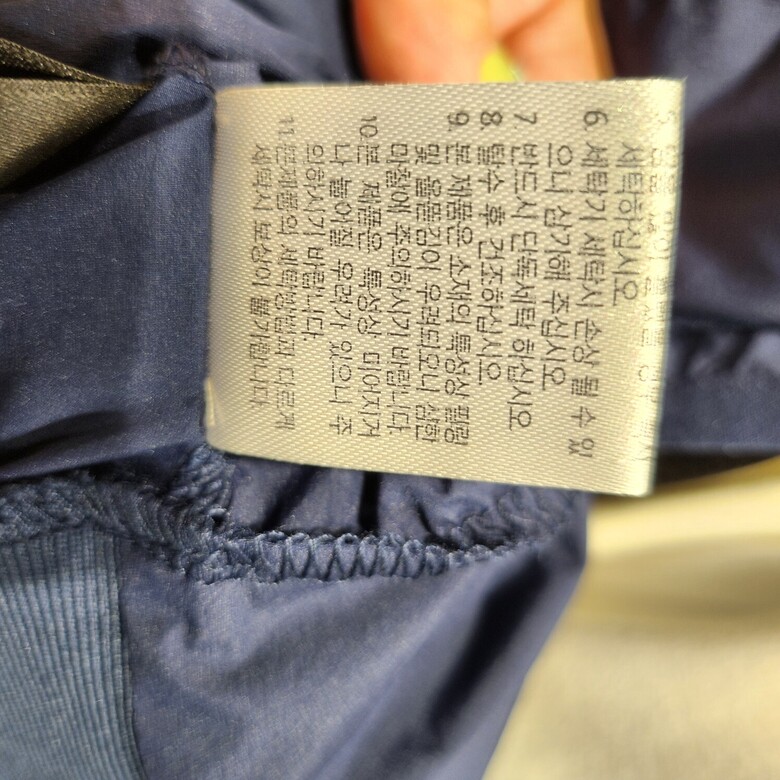 세탁하십시오
6. 세탁기 세탁시 손상 될 수 있
으니 삼가해 주십시오
7. 반드시 단독세탁 하십시오
8. 탈수 후 건조하십시오
9. 본 제품은 소재의 특성상 필링
및 올뜯김이 우려되오니 심한
마찰에 주의하시기 바랍니다.
10. 본 제품은 특성상 미어지거
나 늘어질 우려가 있으니 주
의하시기 바랍니다.
11. 본제품의 세탁방법과 다르게
세탁시 보상이 불가합니다.